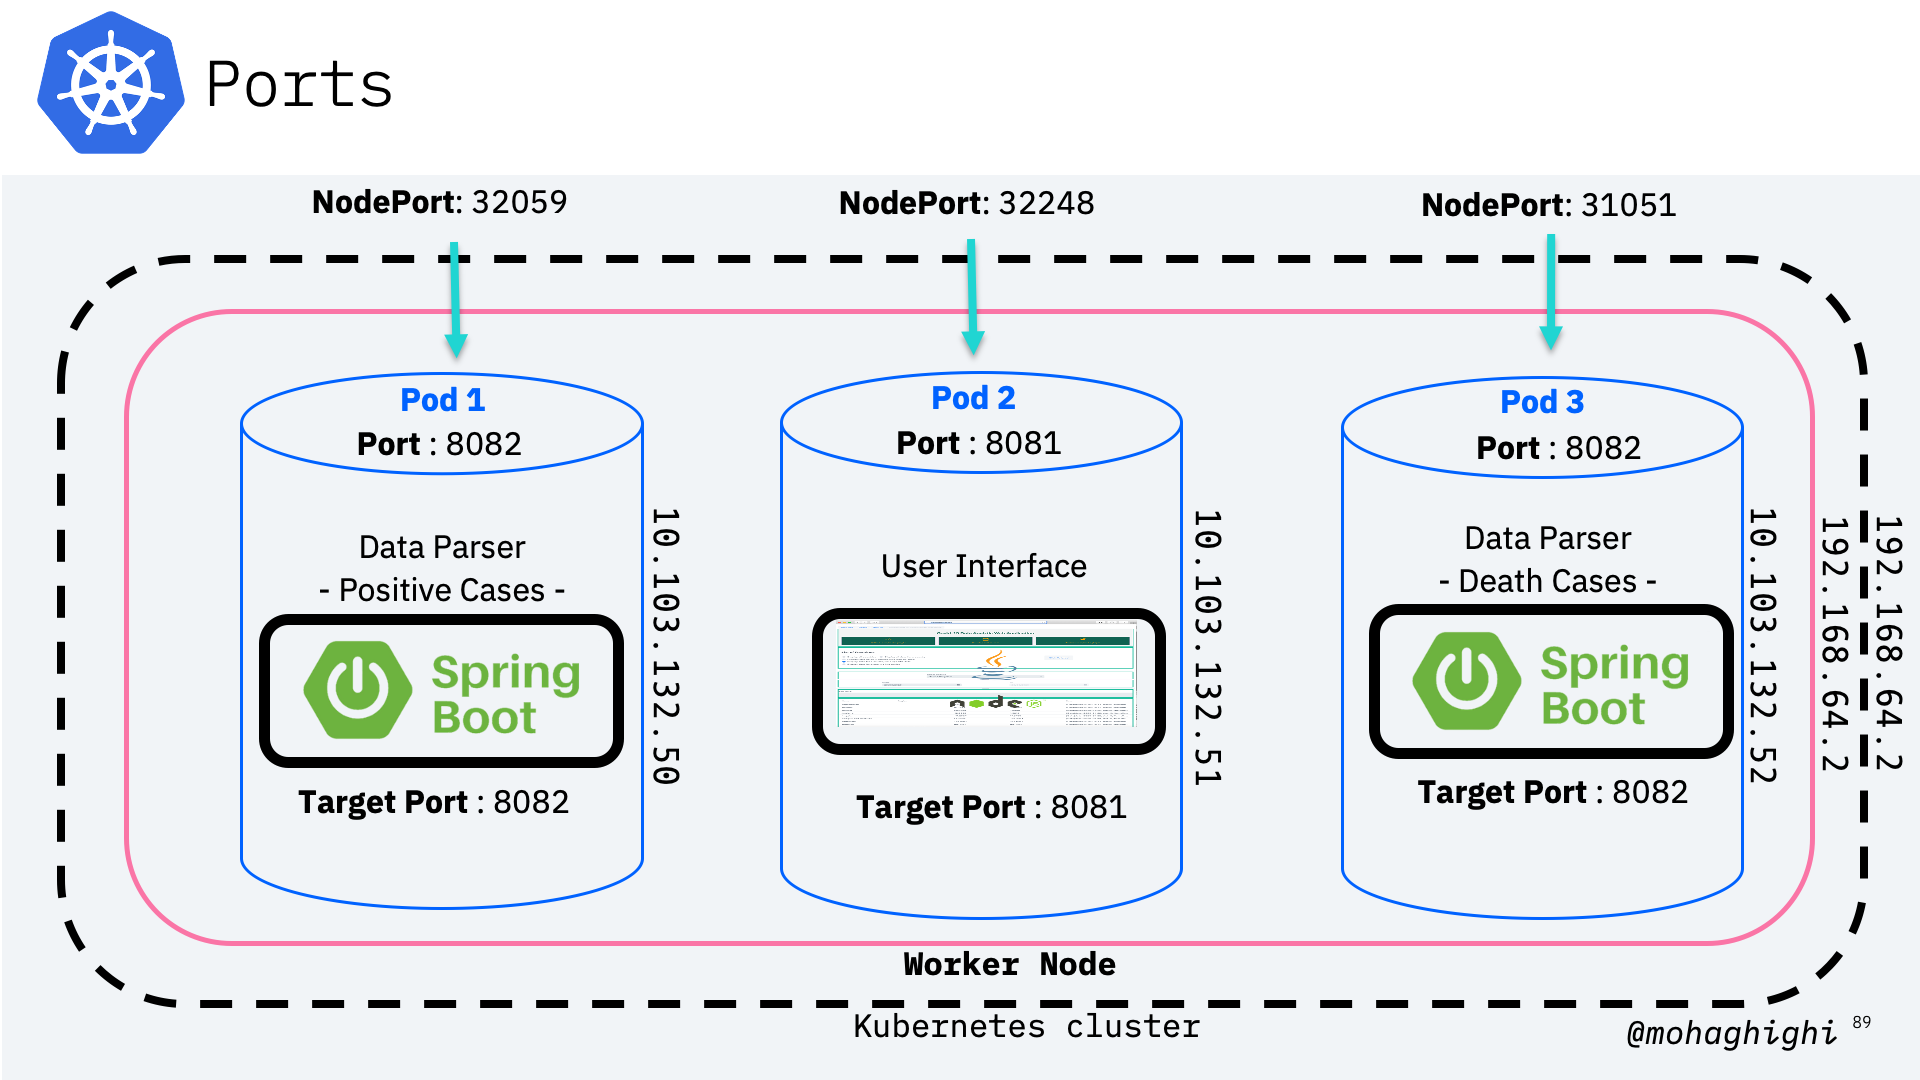 Ports
NodePort: 32059
NodePort: 32248
NodePort: 31051
Pod 1
Port : 8082
Data Parser
- Positive Cases -
Spring
Boot
Target Port : 8082
10.103.132.50
Pod 2
Port : 8081
User Interface
node
Target Port : 8081
10.103.132.51
Pod 3
Port : 8082
Data Parser
- Death Cases -
Spring
Boot
Target Port : 8082
10.103.132.52
192.168.64.2
192.168.64.2
Worker Node
Kubernetes cluster
@mohaghighi
89